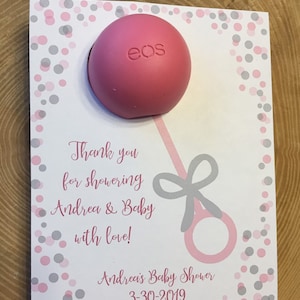 eos
Thank you
for showering
Andrea & Baby
with love!
Andrea's Baby Shower
3-30-2019